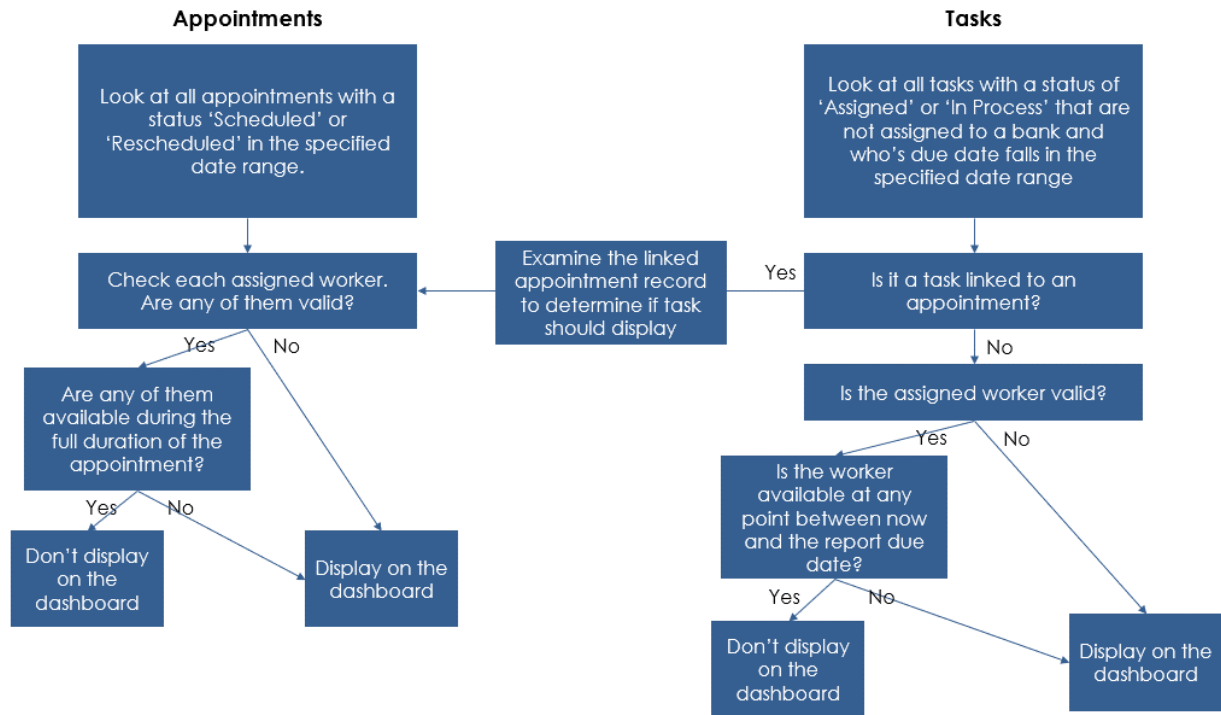 Appointments
Look at all appointments with a
status ‘Scheduled’ or
‘Rescheduled’ in the specified
date range.
Check each assigned worker.
Are any of them valid?
Yes
No
Are any of them
available during the
full duration of the
appointment?
Yes
No
Don’t display
on the
dashboard
Display on the
dashboard
Tasks
Look at all tasks with a status of
‘Assigned’ or ‘In Process’ that are
not assigned to a bank and
who’s due date falls in the
specified date range
Is it a task linked to an
appointment?
Yes
Examine the linked
appointment record
to determine if task
should display
No
Is the assigned worker valid?
Yes
No
Is the worker
available at any
point between now
and the report due
date?
Yes
No
Don’t display
on the
dashboard
Display on the
dashboard